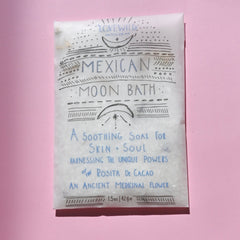 MEXICAN
MOON BATH
A SOOTHING SOAK FOR
SKIN + SOUL
HARNESSING THE UNIQUE POWERS
OF ROSITA DE CACAO
AN ANCIENT MEDICINAL FLOWER